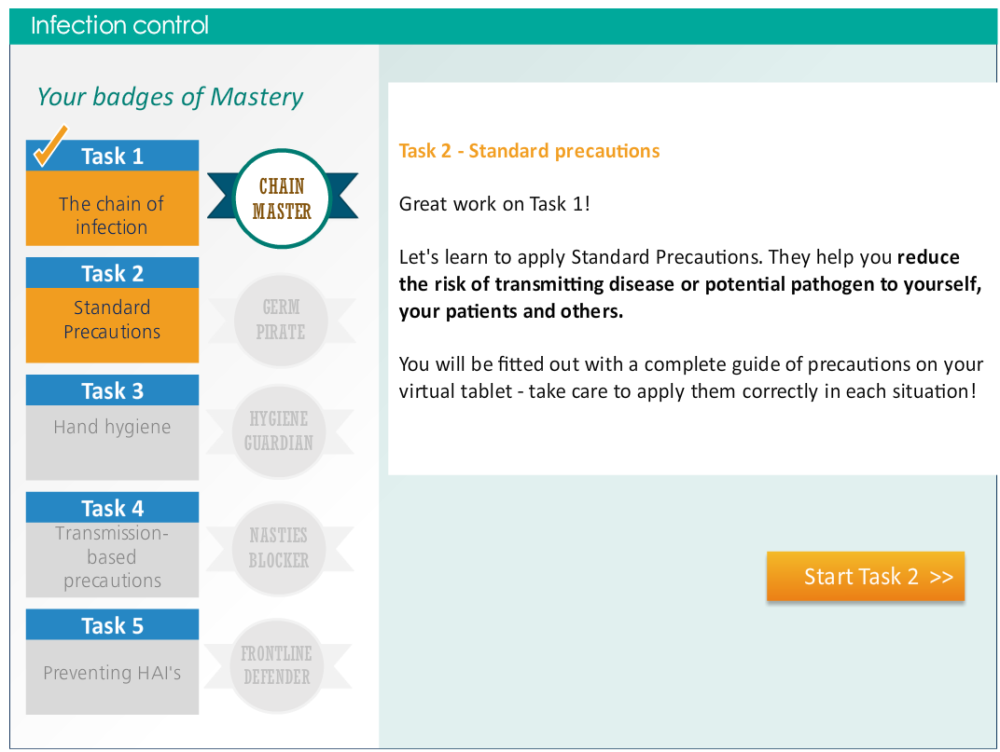 Infection control
Your badges of Mastery
Task 1
The chain of
infection
CHAIN
MASTER
Task 2
Standard
Precautions
GERM
PIRATE
Task 3
Hand hygiene
HYGIENE
GUARDIAN
Task 4
Transmission-
based
precautions
NASTIES
BLOCKER
Task 5
Preventing HAI's
FRONTLINE
DEFENDER
Task 2 - Standard precautions
Great work on Task 1!
Let's learn to apply Standard Precautions. They help you reduce
the risk of transmitting disease or potential pathogen to yourself,
your patients and others.
You will be fitted out with a complete guide of precautions on your
virtual tablet - take care to apply them correctly in each situation!
Start Task 2 >>